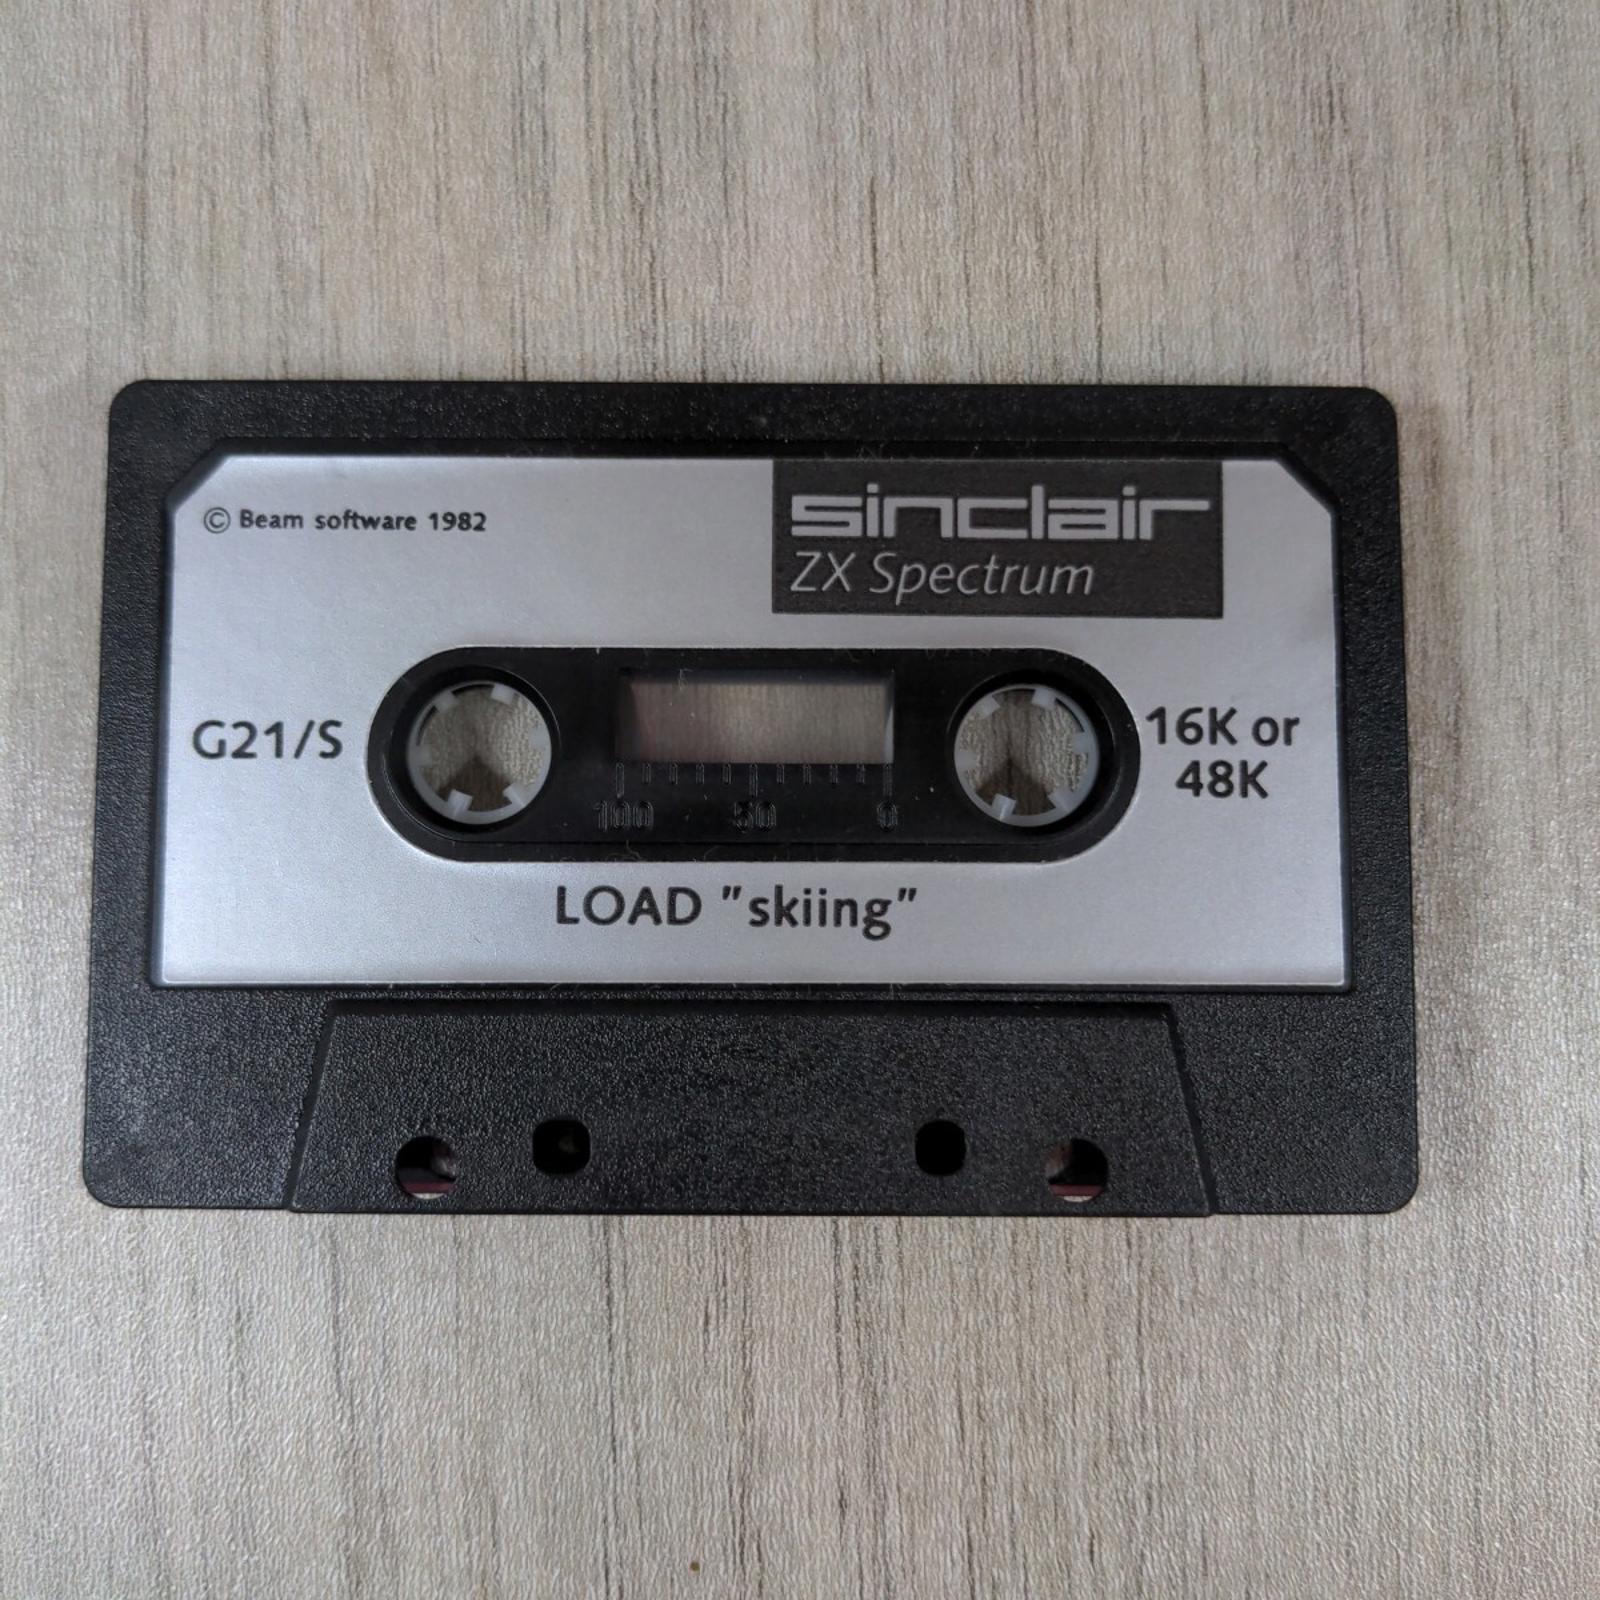 © Beam software 1982
sinclair
ZX Spectrum
G21/S
16K or
48K
100 50 0
LOAD "skiing"